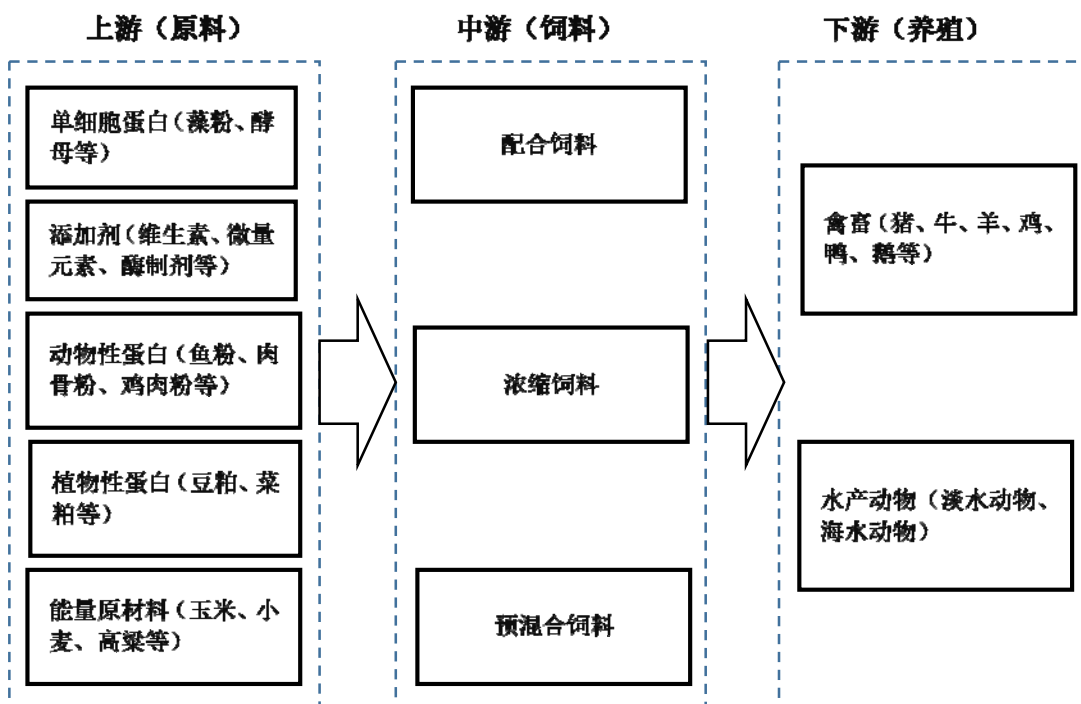 上游（原料）
中游（饲料）
下游（养殖）
单细胞蛋白（藻粉、酵
母等）
添加剂（维生素、微量
元素、酶制剂等）
动物性蛋白（鱼粉、肉
骨粉、鸡肉粉等）
植物性蛋白（豆粕、菜
粕等）
能量原材料（玉米、小
麦、高粱等）
配合饲料
浓缩饲料
预混合饲料
禽畜（猪、牛、羊、鸡、
鸭、鹅等）
水产动物（淡水动物、
海水动物）